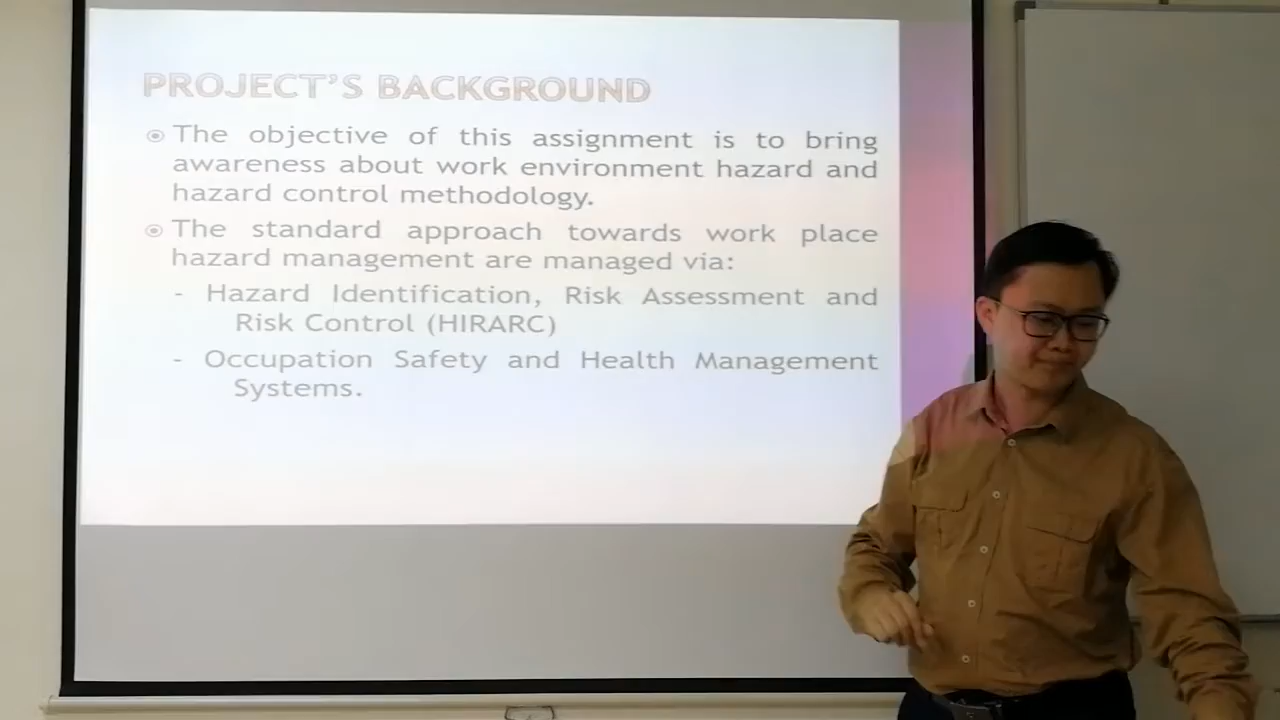 PROJECT'S BACKGROUND
The objective of this assignment is to bring
awareness about work environment hazard and
hazard control methodology.
The standard approach towards work place
hazard management are managed via:
- Hazard Identification, Risk Assessment and
Risk Control (HIRARC)
- Occupation Safety and Health Management
Systems.